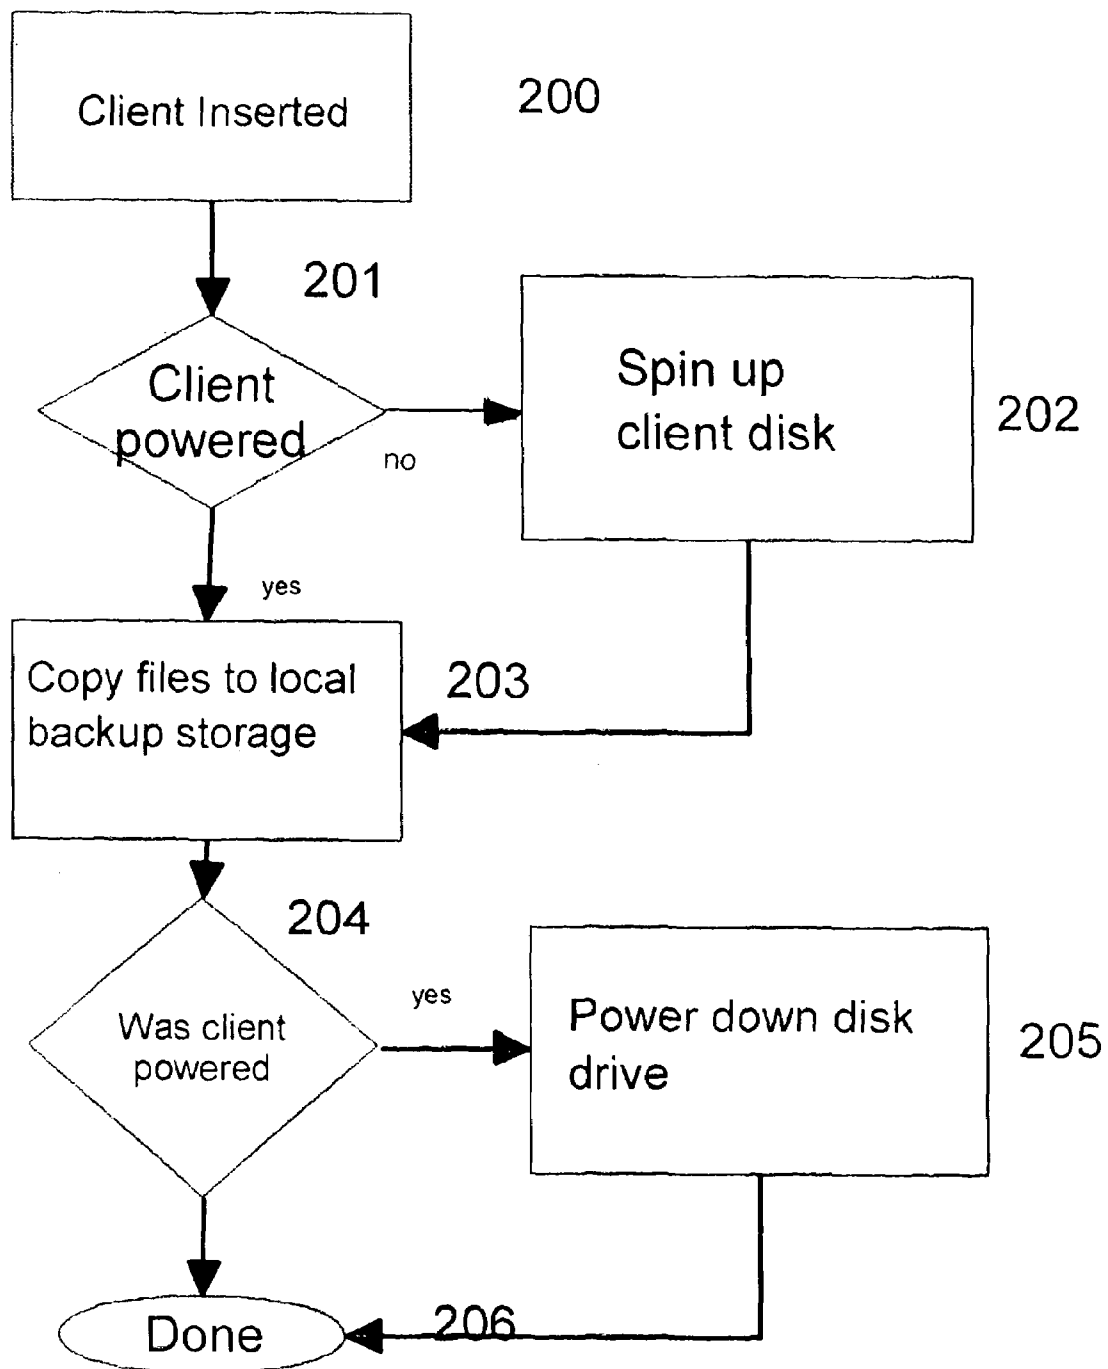 Client Inserted
200
201
Client
powered
no
Spin up
client disk
202
yes
Copy files to local
backup storage
203
204
Was client
powered
yes
Power down disk
drive
205
Done
206